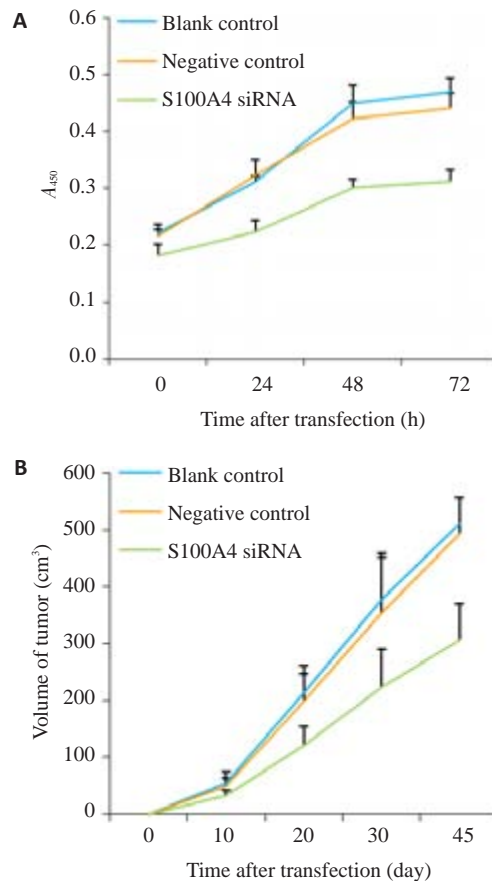 A
Blank control
Negative control
S100A4 siRNA
0.6
0.5
0.4
0.3
0.2
0.1
0.0
A₄₅₀
0
24
48
72
Time after transfection (h)
B
Blank control
Negative control
S100A4 siRNA
600
500
400
300
200
100
0
Volume of tumor (cm³)
0
10
20
30
45
Time after transfection (day)